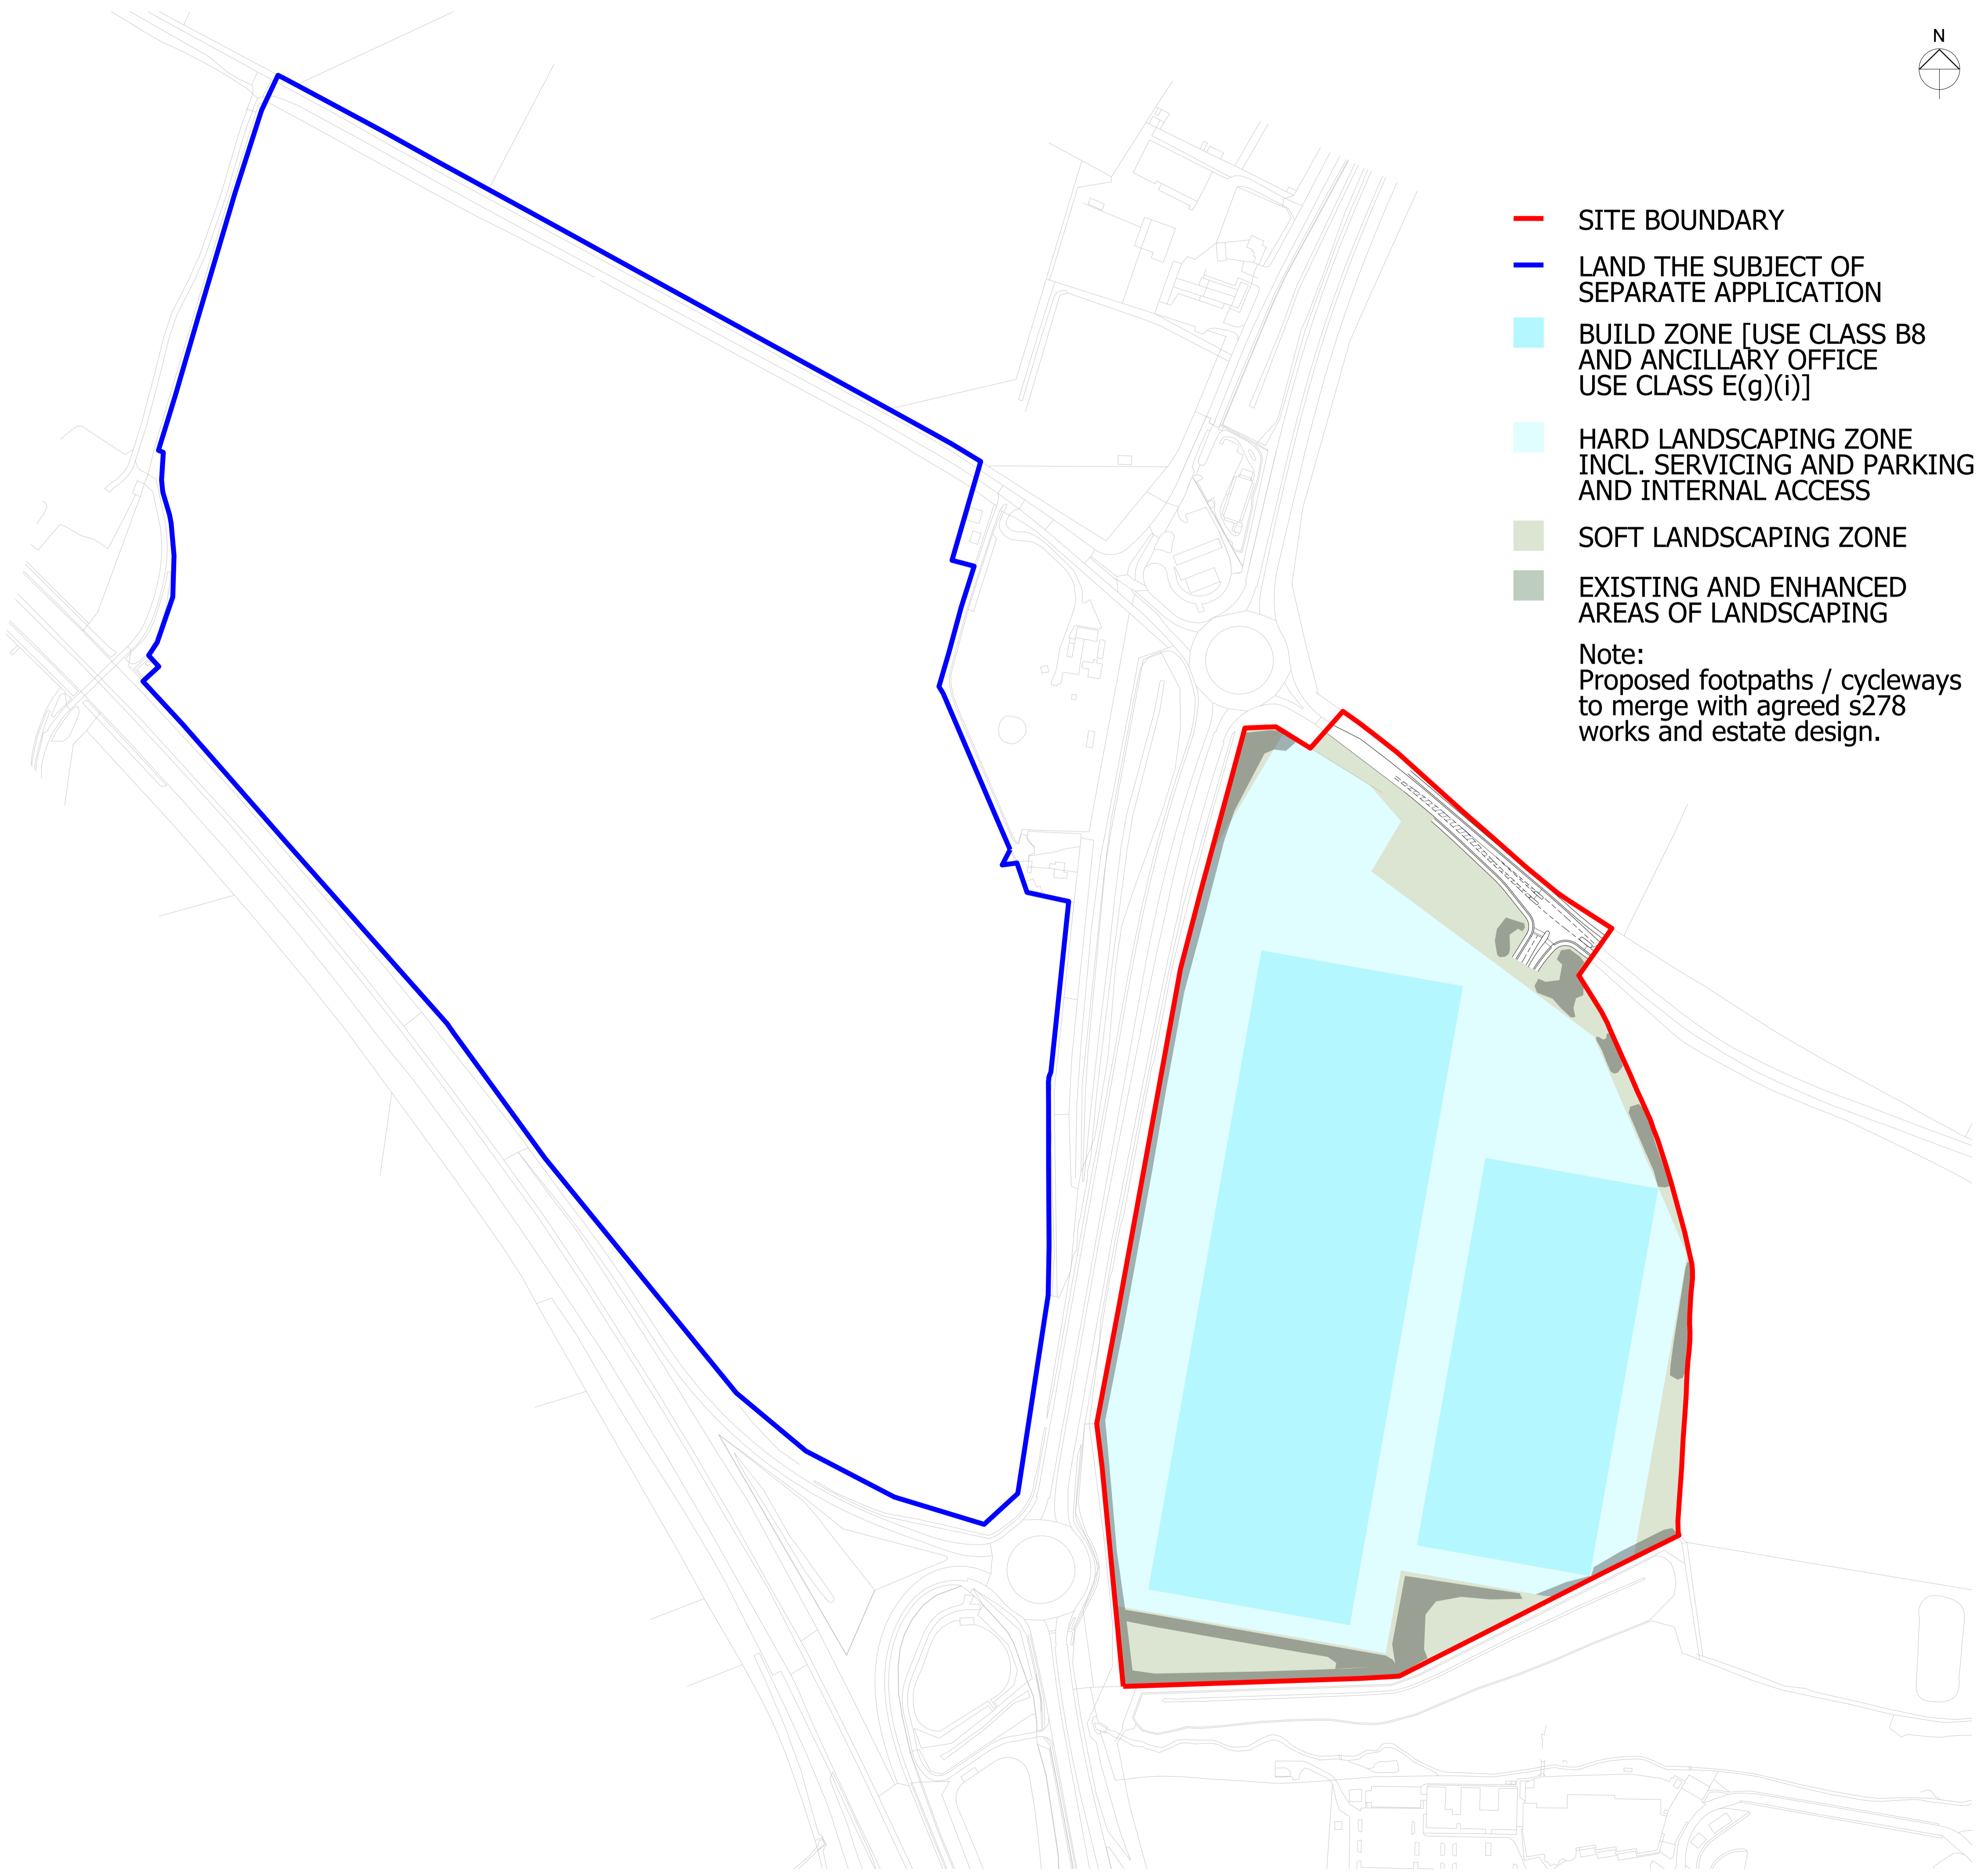 N
SITE BOUNDARY
LAND THE SUBJECT OF
SEPARATE APPLICATION
BUILD ZONE [USE CLASS B8
AND ANCILLARY OFFICE
USE CLASS E(g)(i)]
HARD LANDSCAPING ZONE
INCL. SERVICING AND PARKING
AND INTERNAL ACCESS
SOFT LANDSCAPING ZONE
EXISTING AND ENHANCED
AREAS OF LANDSCAPING
Note:
Proposed footpaths / cycleways
to merge with agreed s278
works and estate design.